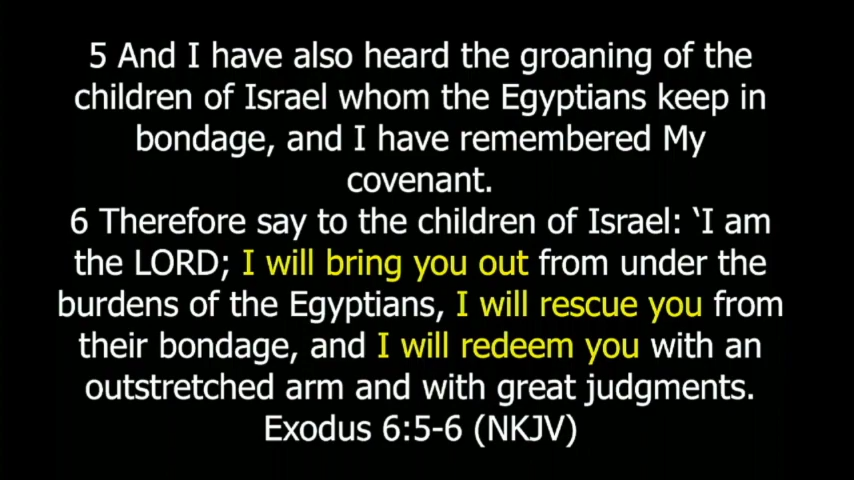 5 And I have also heard the groaning of the
children of Israel whom the Egyptians keep in
bondage, and I have remembered My
covenant.
6 Therefore say to the children of Israel: ‘I am
the LORD; I will bring you out from under the
burdens of the Egyptians, I will rescue you from
their bondage, and I will redeem you with an
outstretched arm and with great judgments.
Exodus 6:5-6 (NKJV)